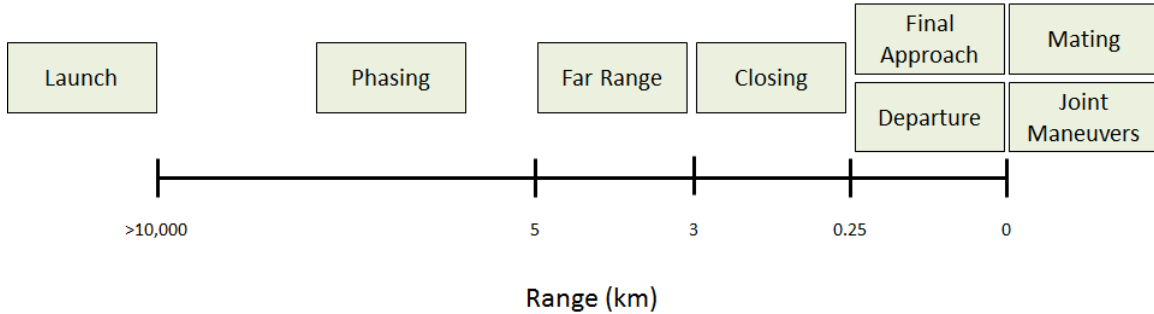 Launch
Phasing
Far Range
Closing
Final
Approach
Mating
Departure
Joint
Maneuvers
>10,000
5
3
0.25
0
Range (km)